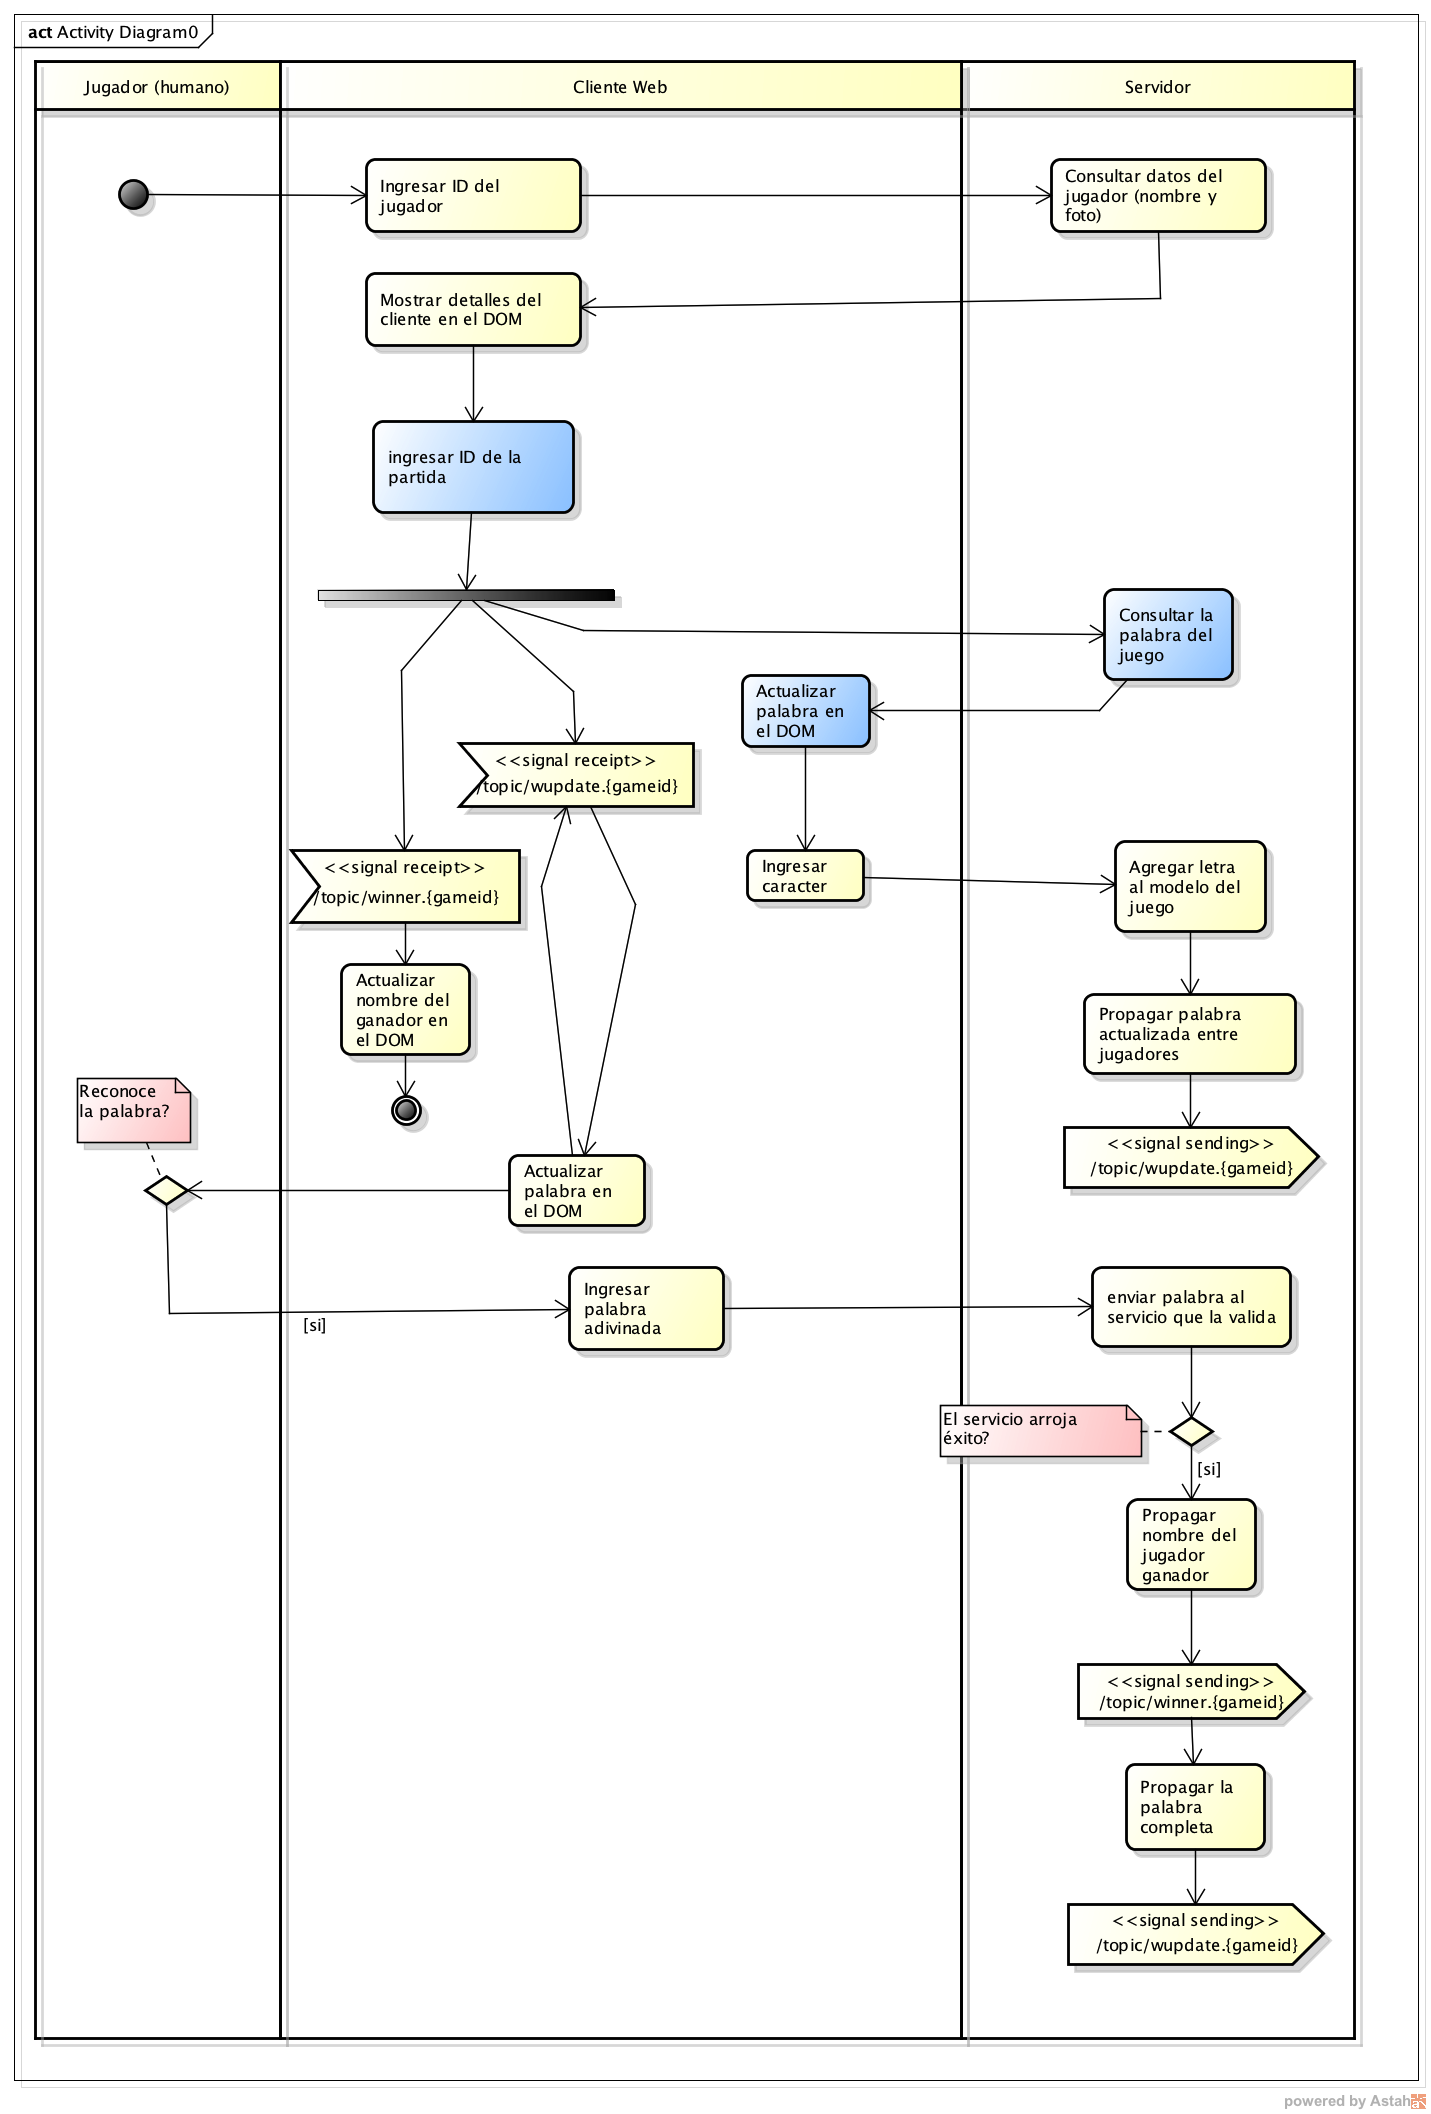 act Activity Diagram0
Jugador (humano)
Cliente Web
Servidor
Ingresar ID del
jugador
Consultar datos del
jugador (nombre y
foto)
Mostrar detalles del
cliente en el DOM
ingresar ID de la
partida
Consultar la
palabra del
juego
Actualizar
palabra en
el DOM
<<signal receipt>>
/topic/wupdate.{gameid}
<<signal receipt>>
/topic/winner.{gameid}
Ingresar
caracter
Agregar letra
al modelo del
juego
Actualizar
nombre del
ganador en
el DOM
Propagar palabra
actualizada entre
jugadores
Reconoce
la palabra?
<<signal sending>>
/topic/wupdate.{gameid}
Actualizar
palabra en
el DOM
Ingresar
palabra
adivinada
[si]
enviar palabra al
servicio que la valida
El servicio arroja
éxito?
[si]
Propagar
nombre del
jugador
ganador
<<signal sending>>
/topic/winner.{gameid}
Propagar la
palabra
completa
<<signal sending>>
/topic/wupdate.{gameid}
powered by Astah